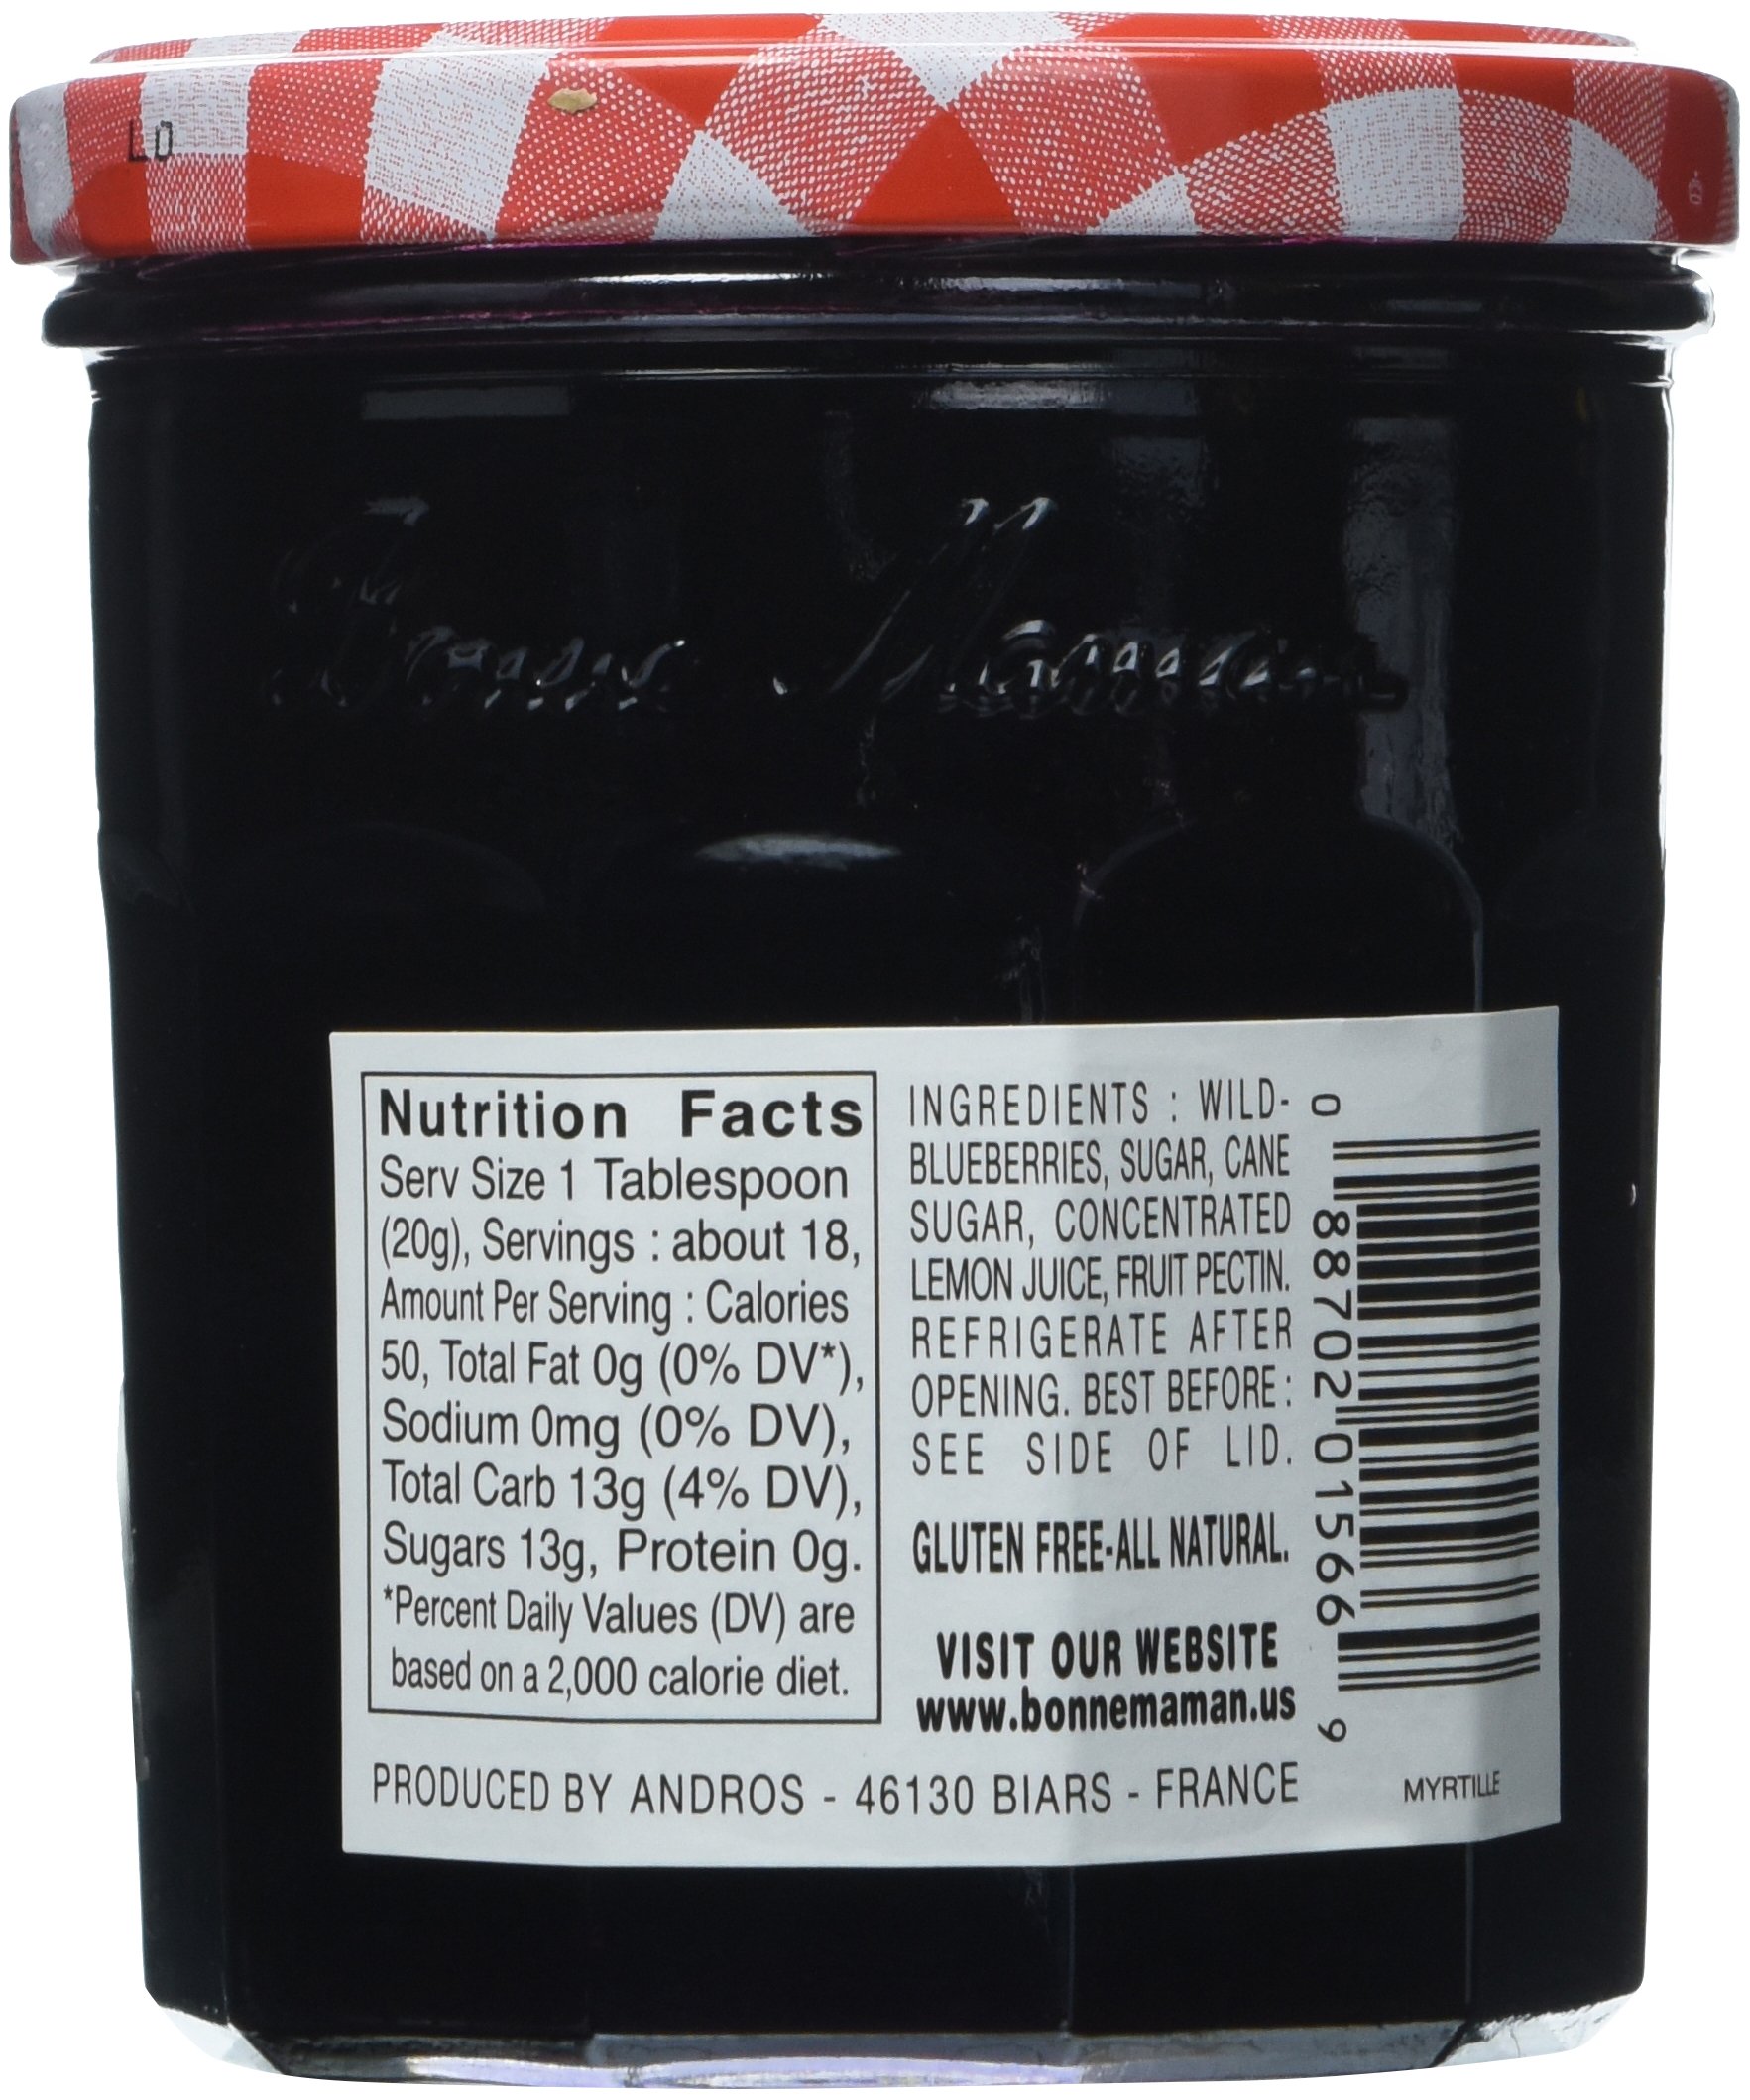 LO
Bonne Maman
Nutrition Facts
Serv Size 1 Tablespoon
(20g), Servings : about 18,
Amount Per Serving : Calories
50, Total Fat 0g (0% DV*),
Sodium 0mg (0% DV),
Total Carb 13g (4% DV),
Sugars 13g, Protein 0g.
*Percent Daily Values (DV) are
based on a 2,000 calorie diet.
INGREDIENTS : WILD-
BLUEBERRIES, SUGAR, CANE
SUGAR, CONCENTRATED
LEMON JUICE, FRUIT PECTIN.
REFRIGERATE AFTER
OPENING. BEST BEFORE :
SEE SIDE OF LID.
GLUTEN FREE-ALL NATURAL.
VISIT OUR WEBSITE
www.bonnemaman.us
0 88702 01566 9
PRODUCED BY ANDROS - 46130 BIARS - FRANCE
MYRTILLE